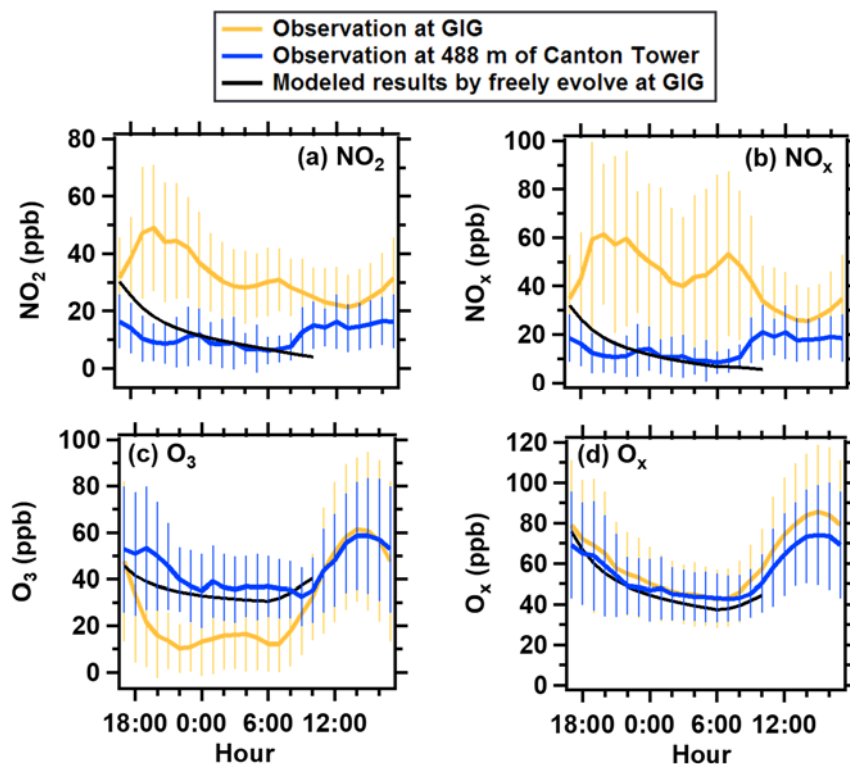 Observation at GIG
Observation at 488 m of Canton Tower
Modeled results by freely evolve at GIG
(a) NO2
NO2 (ppb)
80
60
40
20
0
(b) NOx
NOx (ppb)
100
80
60
40
20
0
(c) O3
O3 (ppb)
100
80
60
40
20
0
18:00 0:00 6:00 12:00
Hour
(d) Ox
Ox (ppb)
120
100
80
60
40
20
0
18:00 0:00 6:00 12:00
Hour